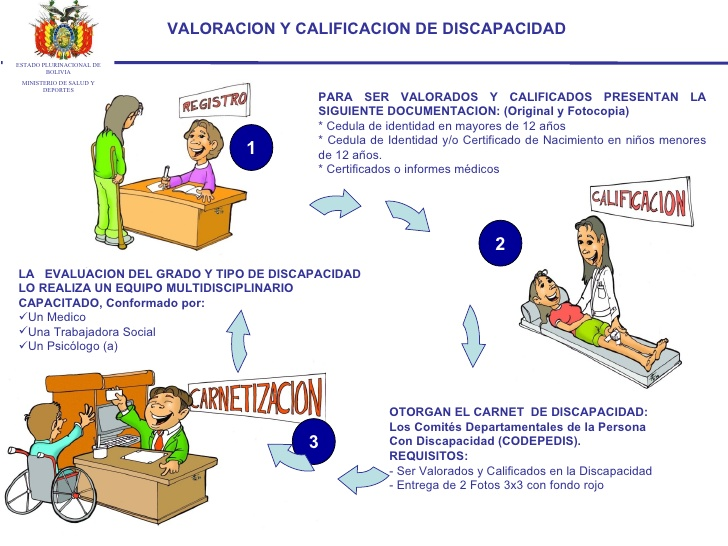 VALORACION Y CALIFICACION DE DISCAPACIDAD
ESTADO PLURINACIONAL DE
BOLIVIA
MINISTERIO DE SALUD Y
DEPORTES
REGISTRO
1
PARA SER VALORADOS Y CALIFICADOS PRESENTAN LA
SIGUIENTE DOCUMENTACION: (Original y Fotocopia)
* Cedula de identidad en mayores de 12 años
* Cedula de Identidad y/o Certificado de Nacimiento en niños menores
de 12 años.
* Certificados o informes médicos
CALIFICACION
2
LA EVALUACION DEL GRADO Y TIPO DE DISCAPACIDAD
LO REALIZA UN EQUIPO MULTIDISCIPLINARIO
CAPACITADO, Conformado por:
✓Un Medico
✓Una Trabajadora Social
✓Un Psicólogo (a)
CARNETIZACION
3
OTORGAN EL CARNET DE DISCAPACIDAD:
Los Comités Departamentales de la Persona
Con Discapacidad (CODEPEDIS).
REQUISITOS:
- Ser Valorados y Calificados en la Discapacidad
- Entrega de 2 Fotos 3x3 con fondo rojo